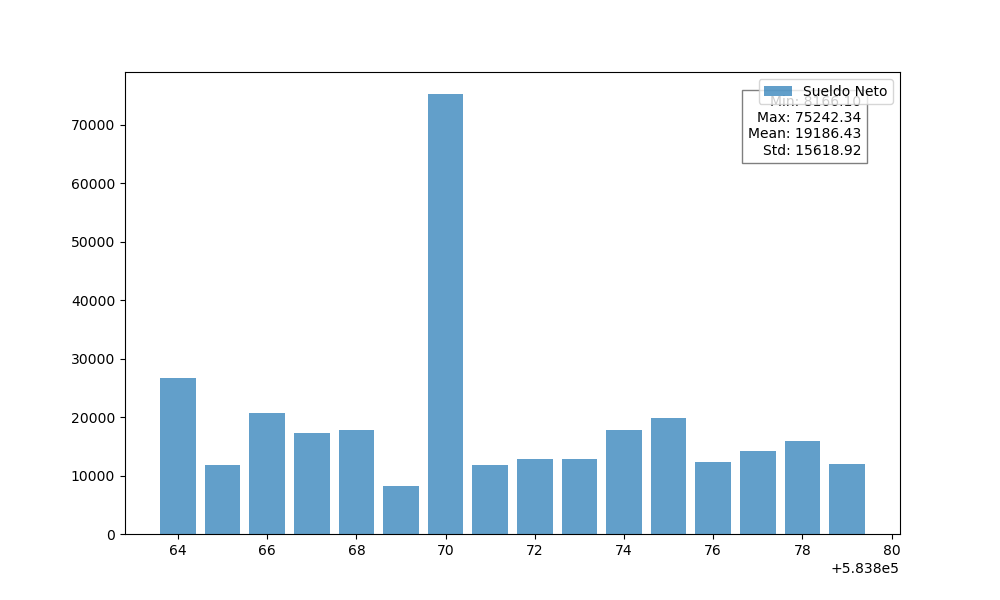 70000
60000
50000
40000
30000
20000
10000
0
64 66 68 70 72 74 76 78 80
+5.838e5
Sueldo Neto
Min: 8166.10
Max: 75242.34
Mean: 19186.43
Std: 15618.92